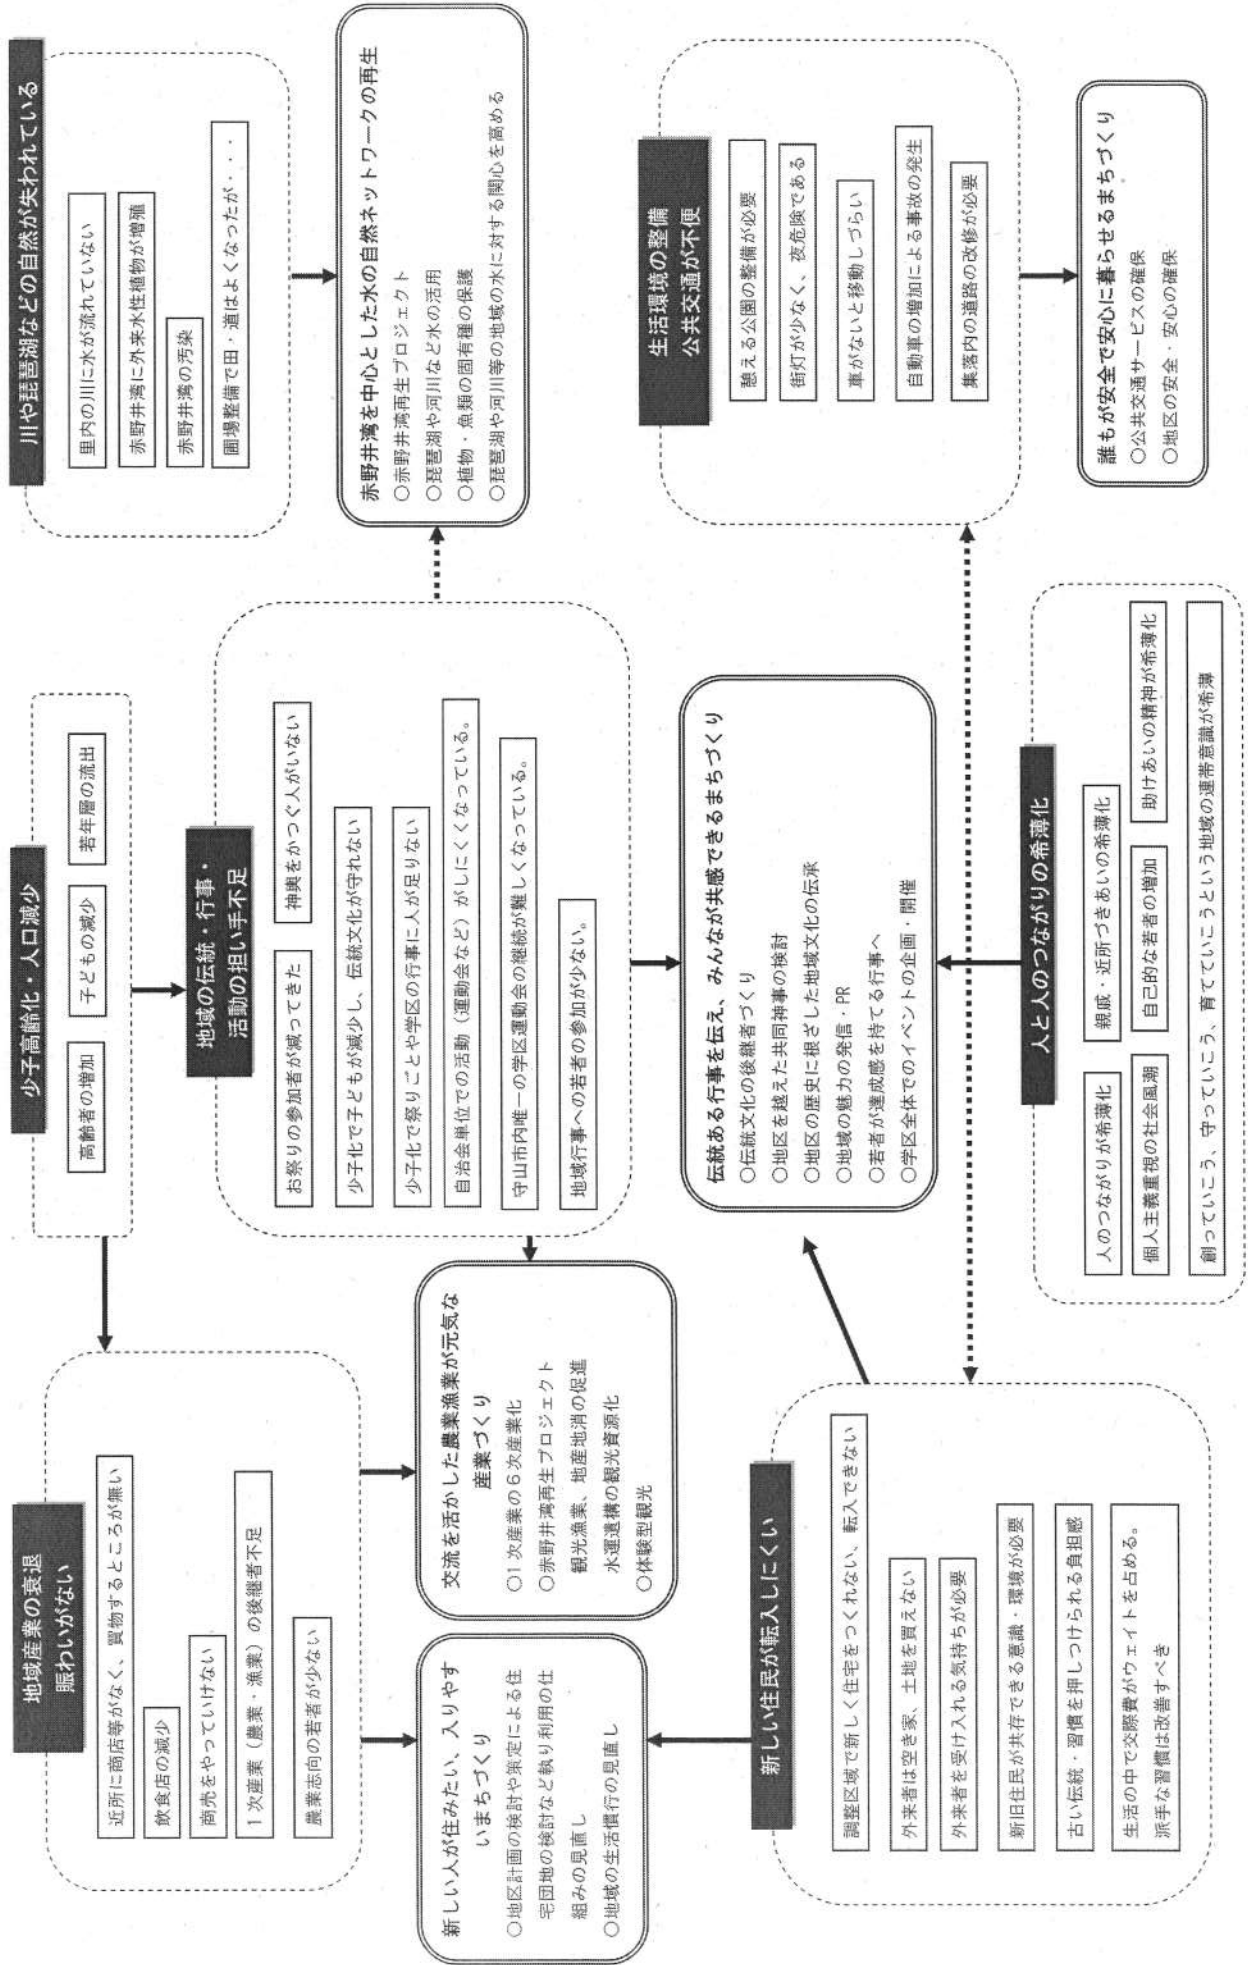 地域産業の衰退
賑わいがない
近所に商店等がなく、買物するところが無い
飲食店の減少
商売をやっていけない
1次産業（農業・漁業）の後継者不足
農業志向の若者が少ない
少子高齢化・人口減少
高齢者の増加
子どもの減少
若年層の流出
地域の伝統・行事・
活動の担い手不足
お祭りの参加者が減ってきた
神輿をかつぐ人がいない
少子化で子どもが減少し、伝統文化が守れない
少子化で祭りごとや学区の行事に人が足りない
自治会単位での活動（運動会など）がしにくくなっている。
守山市内唯一の学区運動会の継続が難しくなっている。
地域行事への若者の参加が少ない。
川や琵琶湖などの自然が失われている
里内の川に水が流れていない
赤野井湾に外来水性植物が増殖
赤野井湾の汚染
圃場整備で田・道はよくなったが・・・
新しい人が住みたい、入りやす
いまちづくり
○地区計画の検討や策定による住
宅団地の検討など執り利用の仕
組みの見直し
○地域の生活慣行の見直し
交流を活かした農業漁業が元気な
産業づくり
○1次産業の6次産業化
○赤野井湾再生プロジェクト
観光漁業、地産地消の促進
水運遺構の観光資源化
○体験型観光
赤野井湾を中心とした水の自然ネットワークの再生
○赤野井湾再生プロジェクト
○琵琶湖や河川など水の活用
○植物・魚類の固有種の保護
○琵琶湖や河川等の地域の水に対する関心を高める
伝統ある行事を伝え、みんなが共感できるまちづくり
○伝統文化の後継者づくり
○地区を越えた共同神事の検討
○地区の歴史に根ざした地域文化の伝承
○地域の魅力の発信・PR
○若者が達成感を持てる行事へ
○学区全体でのイベントの企画・開催
生活環境の整備
公共交通が不便
憩える公園の整備が必要
街灯が少なく、夜危険である
車がないと移動しづらい
自動車の増加による事故の発生
集落内の道路の改修が必要
新しい住民が転入しにくい
調整区域で新しく住宅をつくれない、転入できない
外来者は空き家、土地を買えない
外来者を受け入れる気持ちが必要
新旧住民が共存できる意識・環境が必要
古い伝統・習慣を押しつけられる負担感
生活の中で交際費がウェイトを占める。
派手な習慣は改善すべき
人と人のつながりの希薄化
人のつながりが希薄化
親戚・近所づきあいの希薄化
個人主義重視の社会風潮
自己的な若者の増加
助けあいの精神が希薄化
創っていこう、守っていこう、育てていこうという地域の連帯意識が希薄
誰もが安全で安心に暮らせるまちづくり
○公共交通サービスの確保
○地区の安全・安心の確保